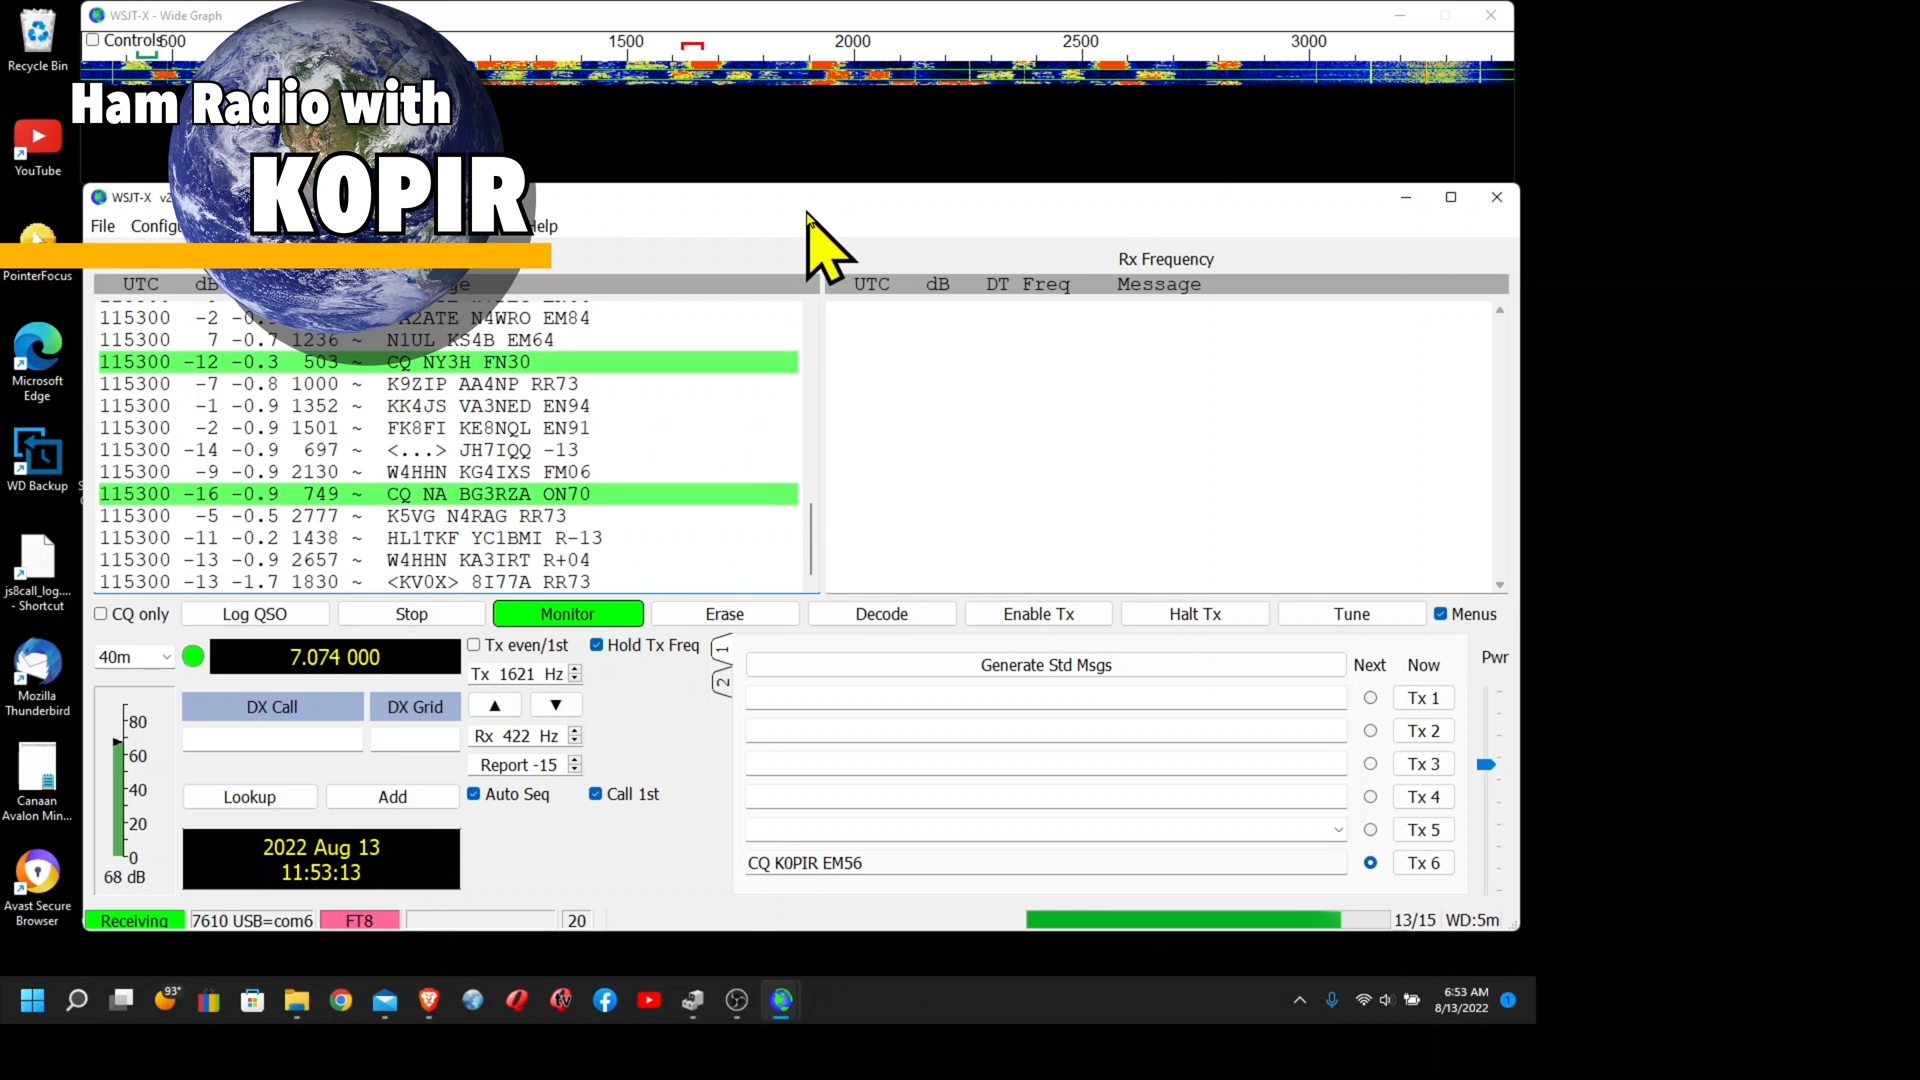 Recycle Bin
YouTube
PointerFocus
Microsoft
Edge
WD Backup
js8call_log....
- Shortcut
Mozilla
Thunderbird
Canaan
Avalon Min...
Avast Secure
Browser
WSJT-X - Wide Graph
Controls 500 1500 2000 2500 3000
Ham Radio with
K0PIR
WSJT-X
File
Rx Frequency
UTC
UTC dB DT Freq Message
115300 -2 N4WRO EM84
115300 7 -0.7 1236 ~ N1UL KS4B EM64
115300 -12 -0.3 503 ~ CQ NY3H FN30
115300 -7 -0.8 1000 ~ K9ZIP AA4NP RR73
115300 -1 -0.9 1352 ~ KK4JS VA3NED EN94
115300 -2 -0.9 1501 ~ FK8FI KE8NQL EN91
115300 -14 -0.9 697 ~ <...> JH7IQQ -13
115300 -9 -0.9 2130 ~ W4HHN KG4IXS FM06
115300 -16 -0.9 749 ~ CQ NA BG3RZA ON70
115300 -5 -0.5 2777 ~ K5VG N4RAG RR73
115300 -11 -0.2 1438 ~ HL1TKF YC1BMI R-13
115300 -13 -0.9 2657 ~ W4HHN KA3IRT R+04
115300 -13 -1.7 1830 ~ <KV0X> 8I77A RR73
CQ only Log QSO Stop Monitor Erase Decode Enable Tx Halt Tx Tune Menus
40m 7.074 000 Tx even/1st Hold Tx Freq
Tx 1621 Hz
DX Call DX Grid
Rx 422 Hz
Report -15
Lookup Add Auto Seq Call 1st
2022 Aug 13
11:53:13
80
60
40
20
0
68 dB
1
2
Generate Std Msgs Next Now Pwr
Tx 1
Tx 2
Tx 3
Tx 4
Tx 5
CQ K0PIR EM56 Tx 6
Receiving 7610 USB=com6 FT8 20 13/15 WD:5m
93°
6:53 AM
8/13/2022
1